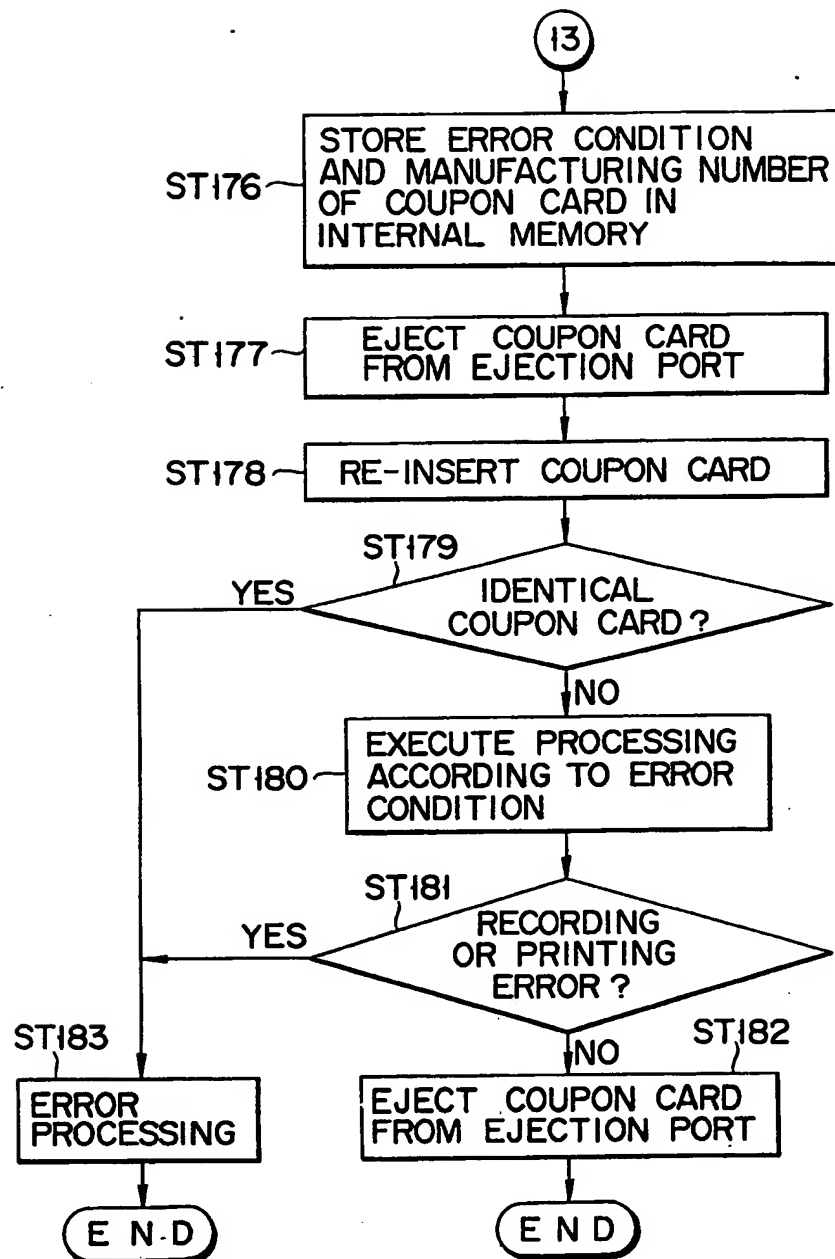 13
STORE ERROR CONDITION
AND MANUFACTURING NUMBER
OF COUPON CARD IN
INTERNAL MEMORY
ST176
EJECT COUPON CARD
FROM EJECTION PORT
ST177
RE-INSERT COUPON CARD
ST178
ST179
YES
IDENTICAL
COUPON CARD?
NO
EXECUTE PROCESSING
ACCORDING TO ERROR
CONDITION
ST180
ST181
YES
RECORDING
OR PRINTING
ERROR?
NO
ST183
ST182
ERROR
PROCESSING
EJECT COUPON CARD
FROM EJECTION PORT
END
END